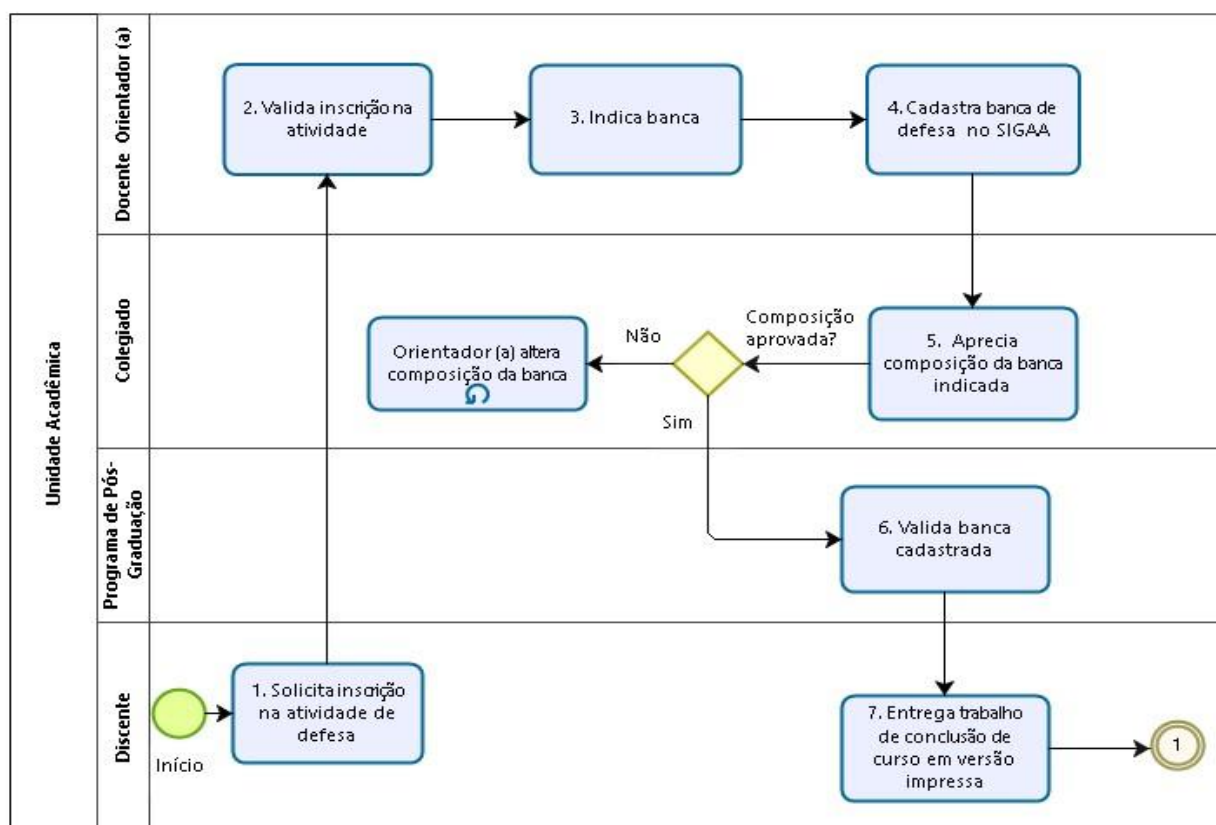 Unidade Acadêmica
Docente Orientador (a)
2. Valida inscrição na
atividade
3. Indica banca
4. Cadastra banca de
defesa no SIGAA
Colegiado
Orientador (a) altera
composição da banca
Não
Composição
aprovada?
5. Aprecia
composição da banca
indicada
Sim
Programa de Pós-
Graduação
6. Valida banca
cadastrada
Discente
Início
1. Solicita inscrição
na atividade de
defesa
7. Entrega trabalho
de conclusão de
curso em versão
impressa
1